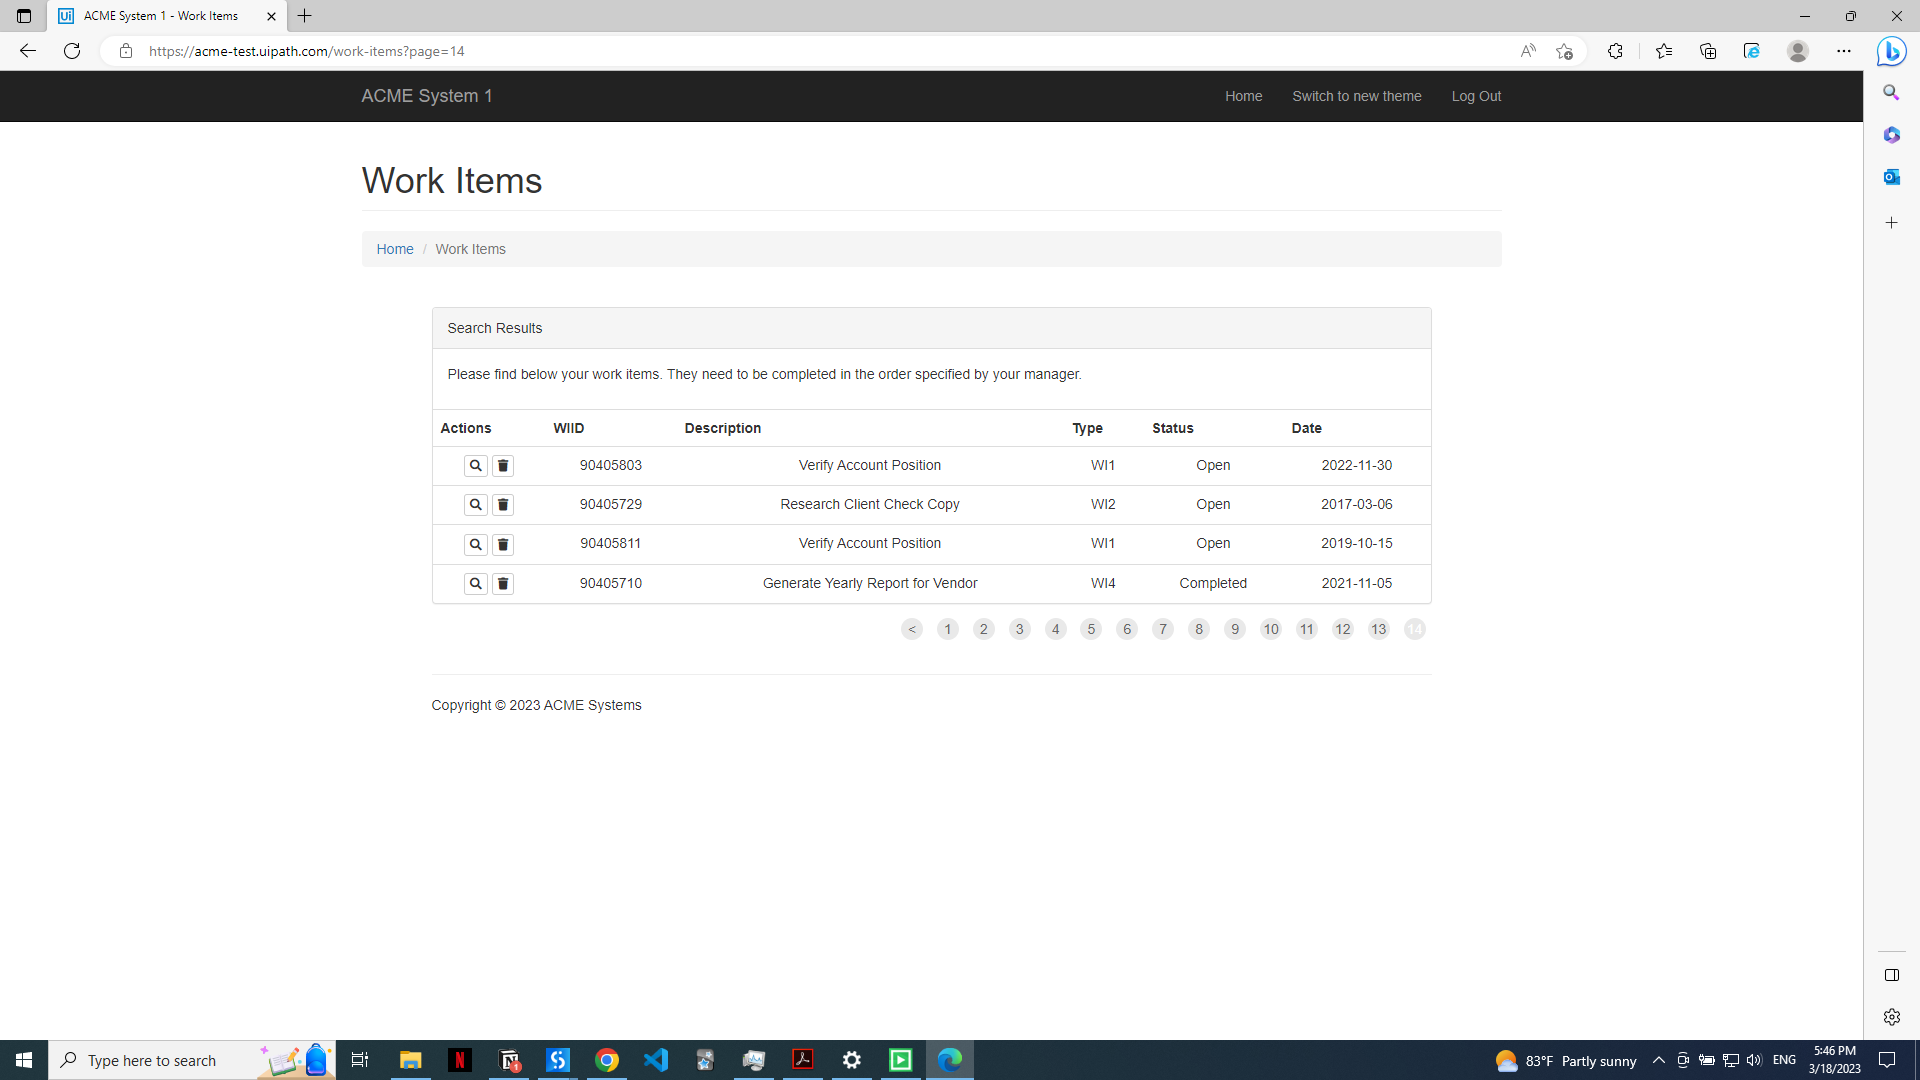 ACME System 1 - Work Items
https://acme-test.uipath.com/work-items?page=14
ACME System 1
Home
Switch to new theme
Log Out
Work Items
Home / Work Items
Search Results
Please find below your work items. They need to be completed in the order specified by your manager.
Actions WIID Description Type Status Date
90405803 Verify Account Position WI1 Open 2022-11-30
90405729 Research Client Check Copy WI2 Open 2017-03-06
90405811 Verify Account Position WI1 Open 2019-10-15
90405710 Generate Yearly Report for Vendor WI4 Completed 2021-11-05
< 1 2 3 4 5 6 7 8 9 10 11 12 13 14
Copyright © 2023 ACME Systems
Type here to search
83°F Partly sunny
ENG
5:46 PM
3/18/2023